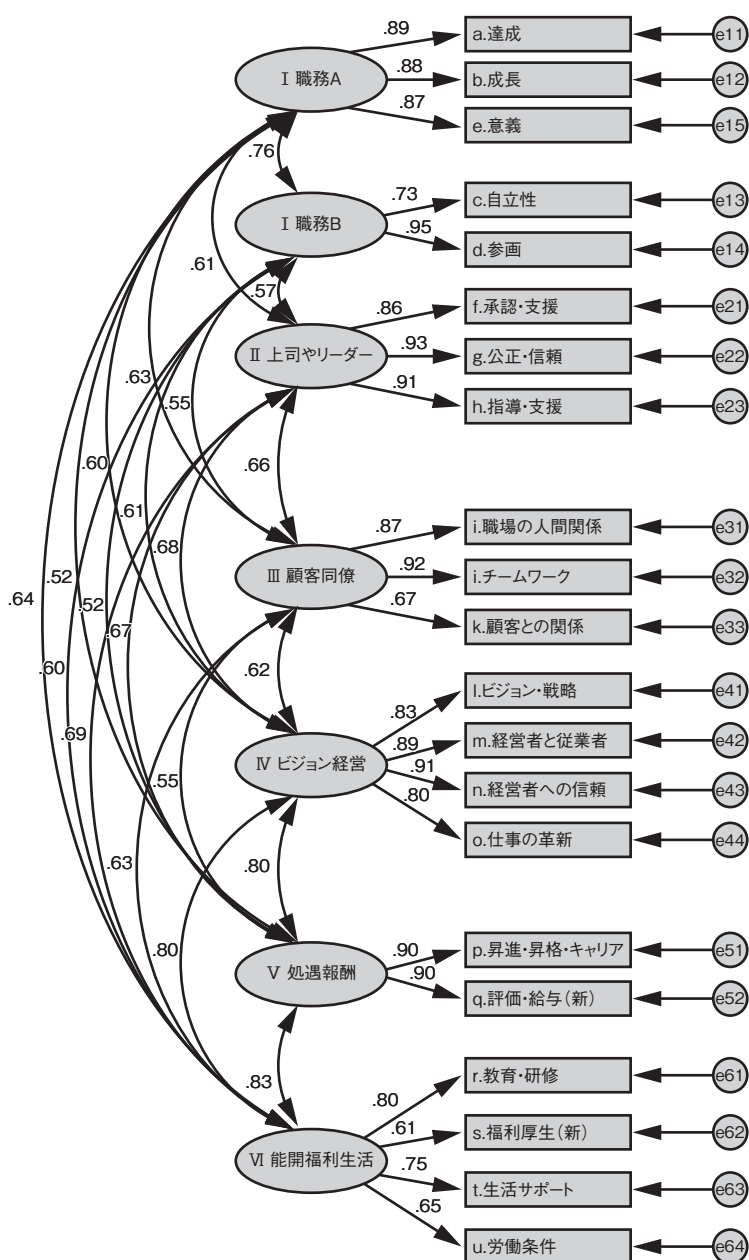 .89
a.達成
e11
Ⅰ 職務A
.88
b.成長
e12
.87
e.意義
e15
.76
.73
c.自立性
e13
Ⅰ 職務B
.95
d.参画
e14
.61
.57
.86
f.承認・支援
e21
Ⅱ 上司やリーダー
.93
g.公正・信頼
e22
.91
h.指導・支援
e23
.63
.55
.60
.66
.61
.87
i.職場の人間関係
e31
.68
Ⅲ 顧客同僚
.92
i.チームワーク
e32
.64
.52
.52
.67
.67
k.顧客との関係
e33
.60
.62
.83
l.ビジョン・戦略
e41
.69
.89
m.経営者と従業者
e42
Ⅳ ビジョン経営
.91
n.経営者への信頼
e43
.55
.80
o.仕事の革新
e44
.63
.80
.80
.90
p.昇進・昇格・キャリア
e51
Ⅴ 処遇報酬
.90
q.評価・給与（新）
e52
.83
.80
r.教育・研修
e61
.61
s.福利厚生（新）
e62
Ⅵ 能開福利生活
.75
t.生活サポート
e63
.65
u.労働条件
e64